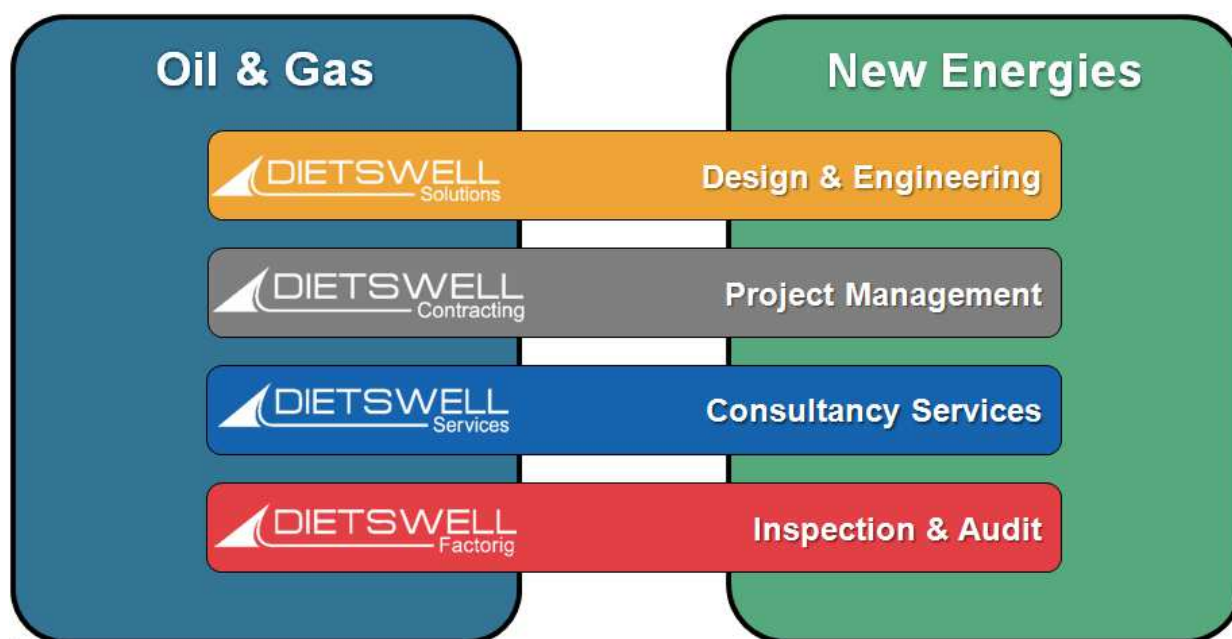 Oil & Gas
New Energies
DIETSWELL
Solutions
Design & Engineering
DIETSWELL
Contracting
Project Management
DIETSWELL
Services
Consultancy Services
DIETSWELL
Factorig
Inspection & Audit